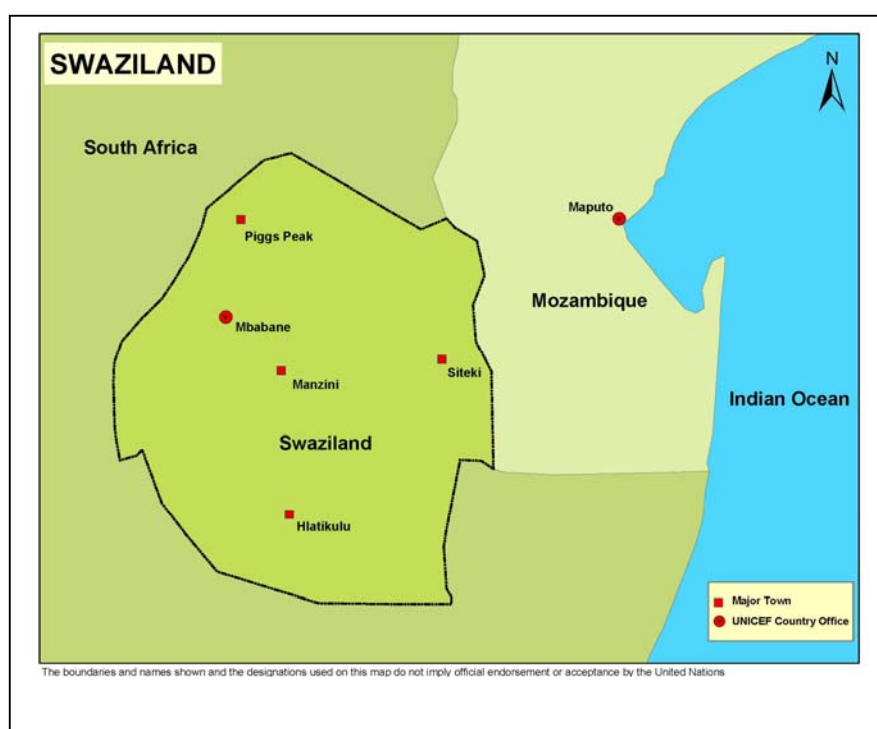 SWAZILAND
N
South Africa
Maputo
Piggs Peak
Mozambique
Mbabane
Siteki
Manzini
Indian Ocean
Swaziland
Hlatikulu
Major Town
UNICEF Country Office
The boundaries and names shown and the designations used on this map do not imply official endorsement or acceptance by the United Nations